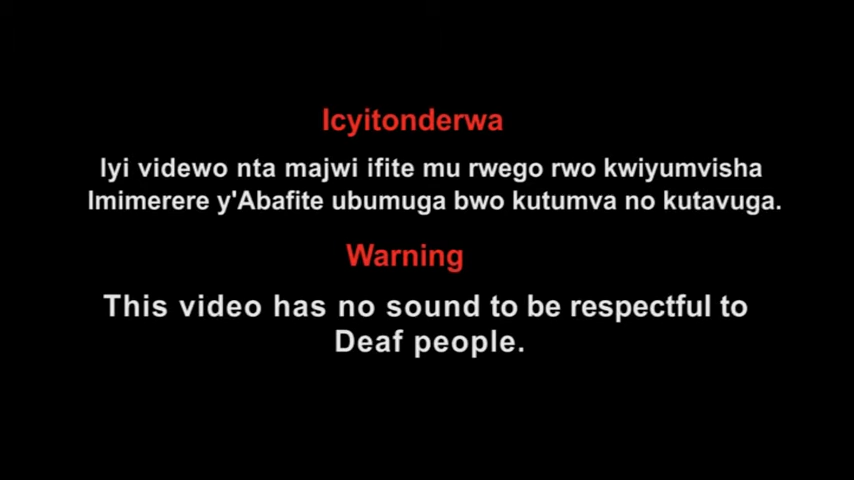 Icyitonderwa
Iyi videwo nta majwi ifite mu rwego rwo kwiyumvisha
Imimerere y'Abafite ubumuga bwo kutumva no kutavuga.
Warning
This video has no sound to be respectful to
Deaf people.